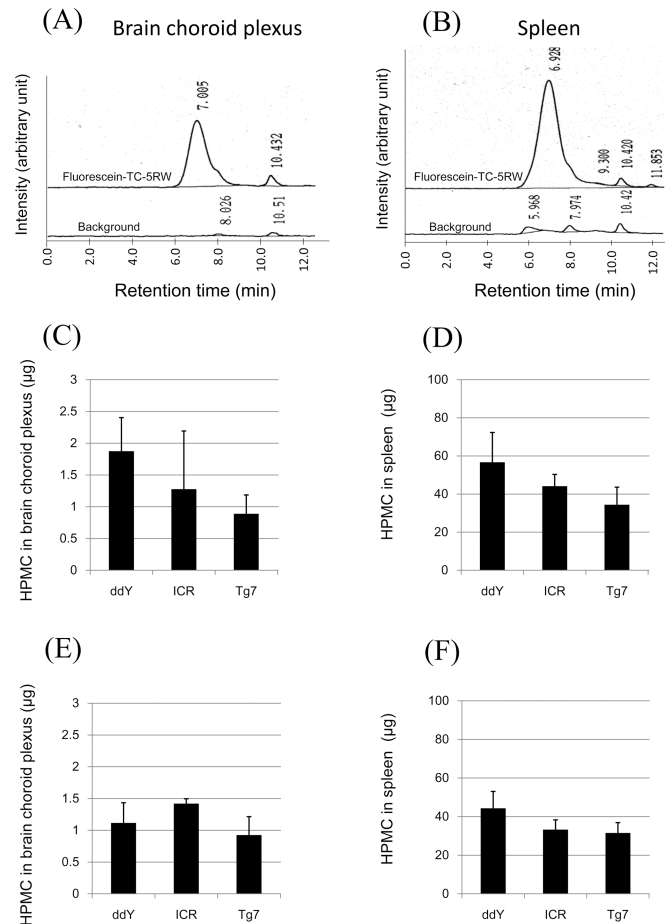 (A) Brain choroid plexus
Intensity (arbitrary unit)
7.005
10.432
Fluorescein-TC-5RW
8.026
10.51
Background
0.0 2.0 4.0 6.0 8.0 10.0 12.0
Retention time (min)
(B) Spleen
Intensity (arbitrary unit)
6.928
9.300
10.420
11.853
Fluorescein-TC-5RW
5.968
7.974
10.42
Background
0.0 2.0 4.0 6.0 8.0 10.0 12.0
Retention time (min)
(C)
HPMC in brain choroid plexus (μg)
3
2.5
2
1.5
1
0.5
0
ddY ICR Tg7
(D)
HPMC in spleen (μg)
100
80
60
40
20
0
ddY ICR Tg7
(E)
HPMC in brain choroid plexus (μg)
3
2.5
2
1.5
1
0.5
0
ddY ICR Tg7
(F)
HPMC in spleen (μg)
100
80
60
40
20
0
ddY ICR Tg7